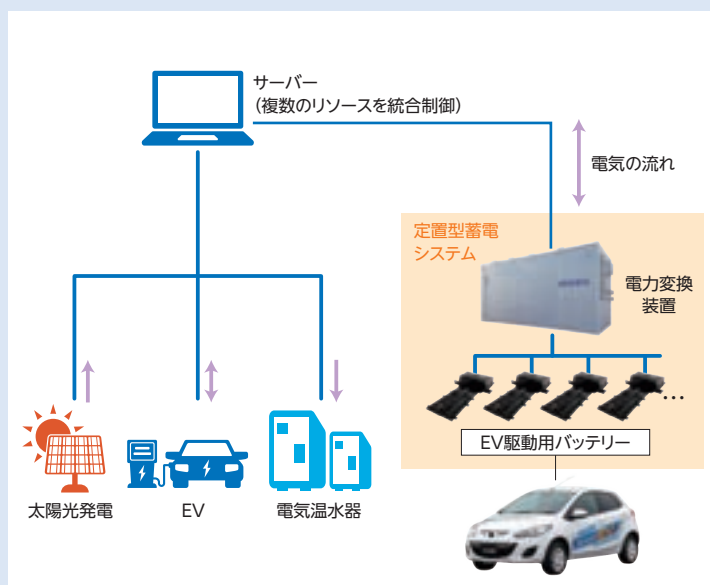 サーバー
（複数のリソースを統合制御）
電気の流れ
定置型蓄電
システム
電力変換
装置
…
EV駆動用バッテリー
太陽光発電
EV
電気温水器